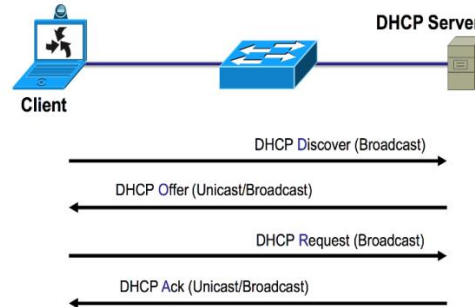 DHCP Server
Client
DHCP Discover (Broadcast)
DHCP Offer (Unicast/Broadcast)
DHCP Request (Broadcast)
DHCP Ack (Unicast/Broadcast)